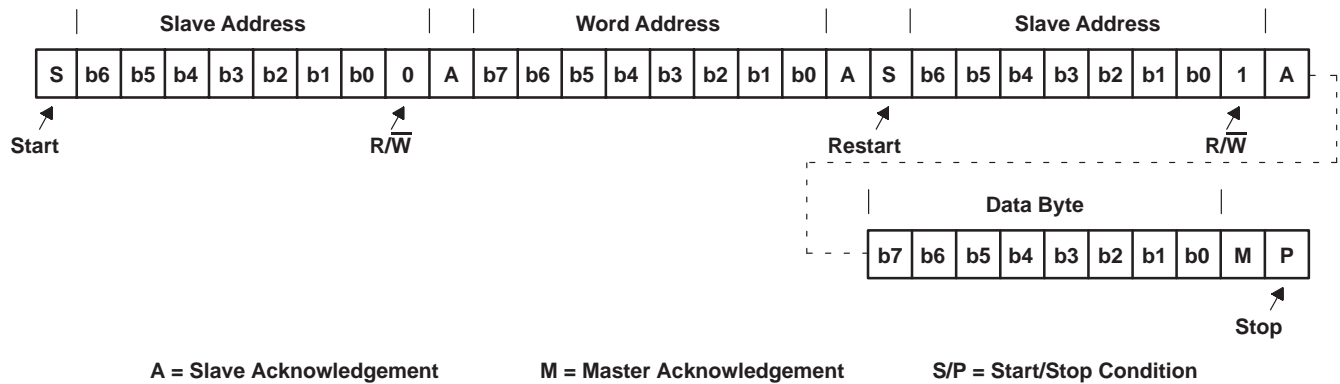 Slave Address Word Address Slave Address
S b6 b5 b4 b3 b2 b1 b0 0 A b7 b6 b5 b4 b3 b2 b1 b0 A S b6 b5 b4 b3 b2 b1 b0 1 A
Start R/W̅ Restart R/W̅
Data Byte
b7 b6 b5 b4 b3 b2 b1 b0 M P
Stop
A = Slave Acknowledgement M = Master Acknowledgement S/P = Start/Stop Condition